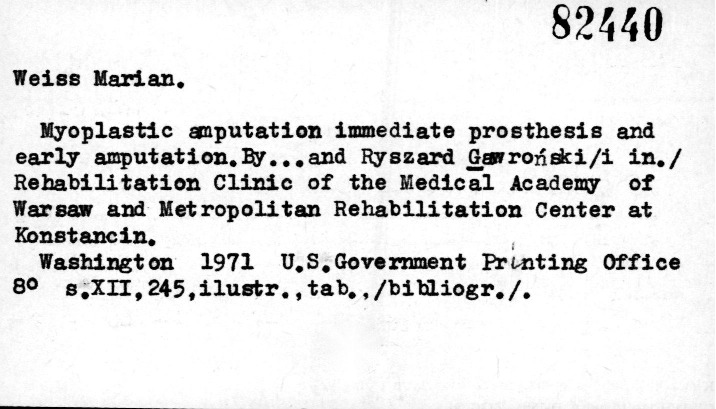 82440
Weiss Marian.
Myoplastic amputation immediate prosthesis and
early amputation.By...and Ryszard Gawroński/i in./
Rehabilitation Clinic of the Medical Academy of
Warsaw and Metropolitan Rehabilitation Center at
Konstancin.
Washington 1971 U.S.Government Printing Office
8º s.XII,245,ilustr.,tab.,/bibliogr./.